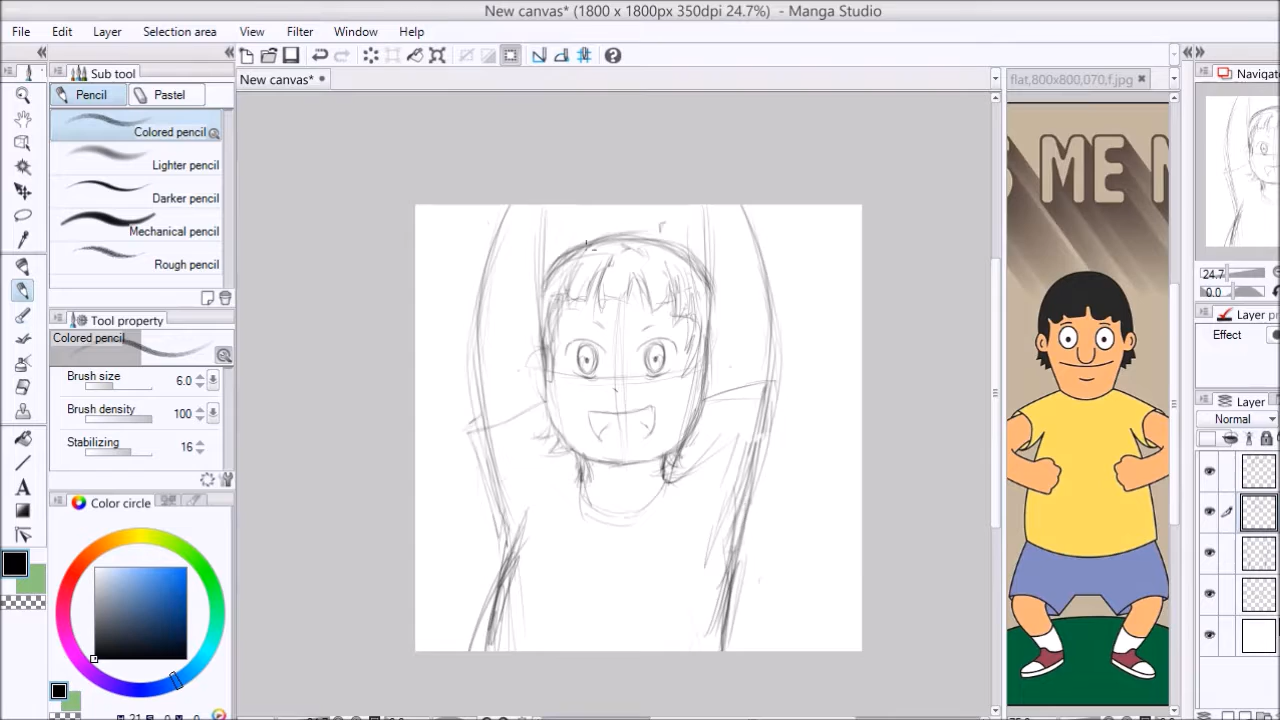 New canvas* (1800 x 1800px 350dpi 24.7%) - Manga Studio
File Edit Layer Selection area View Filter Window Help
Sub tool
New canvas*
flat,800x800,070,f.jpg
Navigato
Pencil
Pastel
Colored pencil
Lighter pencil
Darker pencil
Mechanical pencil
Rough pencil
S ME N
24.7
0.0
Tool property
Layer p
Colored pencil
Effect
Brush size 6.0
Brush density 100
Stabilizing 16
Layer
Normal
A
Color circle